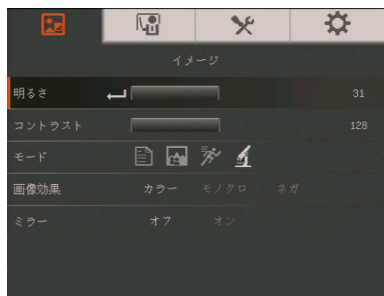 イメージ
明るさ 31
コントラスト 128
モード
画像効果 カラー モノクロ ネガ
ミラー オフ オン